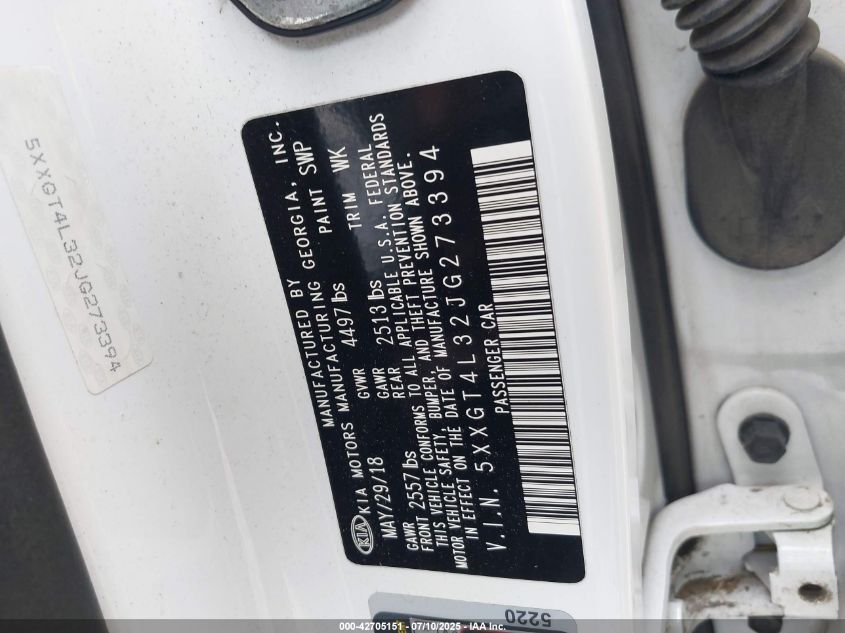 5XXGT4L32JG273394
MANUFACTURED BY
KIA KIA MOTORS MANUFACTURING GEORGIA, INC.
MAY/29/18 GVWR 4497 lbs PAINT SWP
GAWR FRONT 2557 lbs GAWR REAR 2513 lbs TRIM WK
THIS VEHICLE CONFORMS TO ALL APPLICABLE U.S.A. FEDERAL
MOTOR VEHICLE SAFETY, BUMPER, AND THEFT PREVENTION STANDARDS
IN EFFECT ON THE DATE OF MANUFACTURE SHOWN ABOVE.
V.I.N. 5XXGT4L32JG273394
PASSENGER CAR
5220
000-42705151 - 07/10/2025 - IAA Inc.